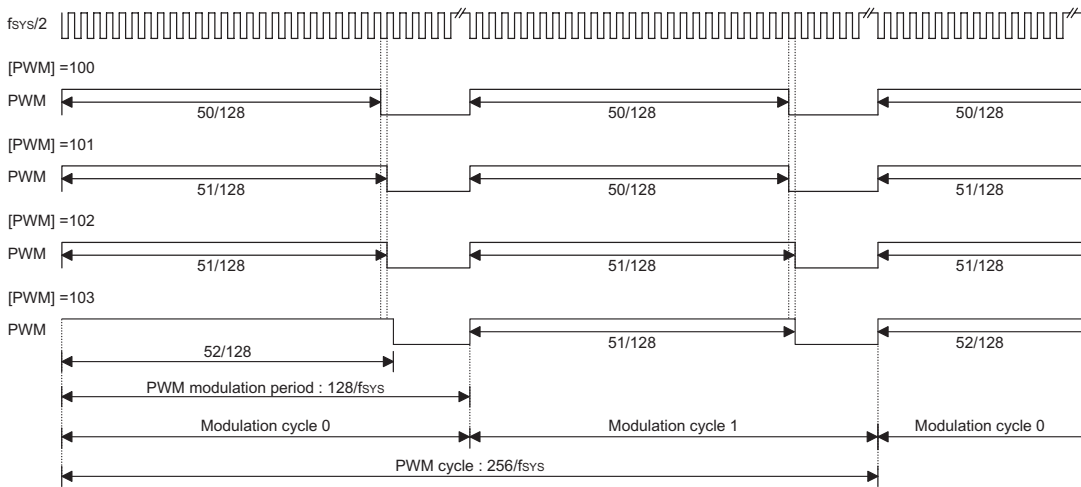 fSYS/2
[PWM] =100
PWM
50/128 50/128 50/128
[PWM] =101
PWM
51/128 50/128 51/128
[PWM] =102
PWM
51/128 51/128 51/128
[PWM] =103
PWM
52/128 51/128 52/128
PWM modulation period : 128/fSYS
Modulation cycle 0 Modulation cycle 1 Modulation cycle 0
PWM cycle : 256/fSYS